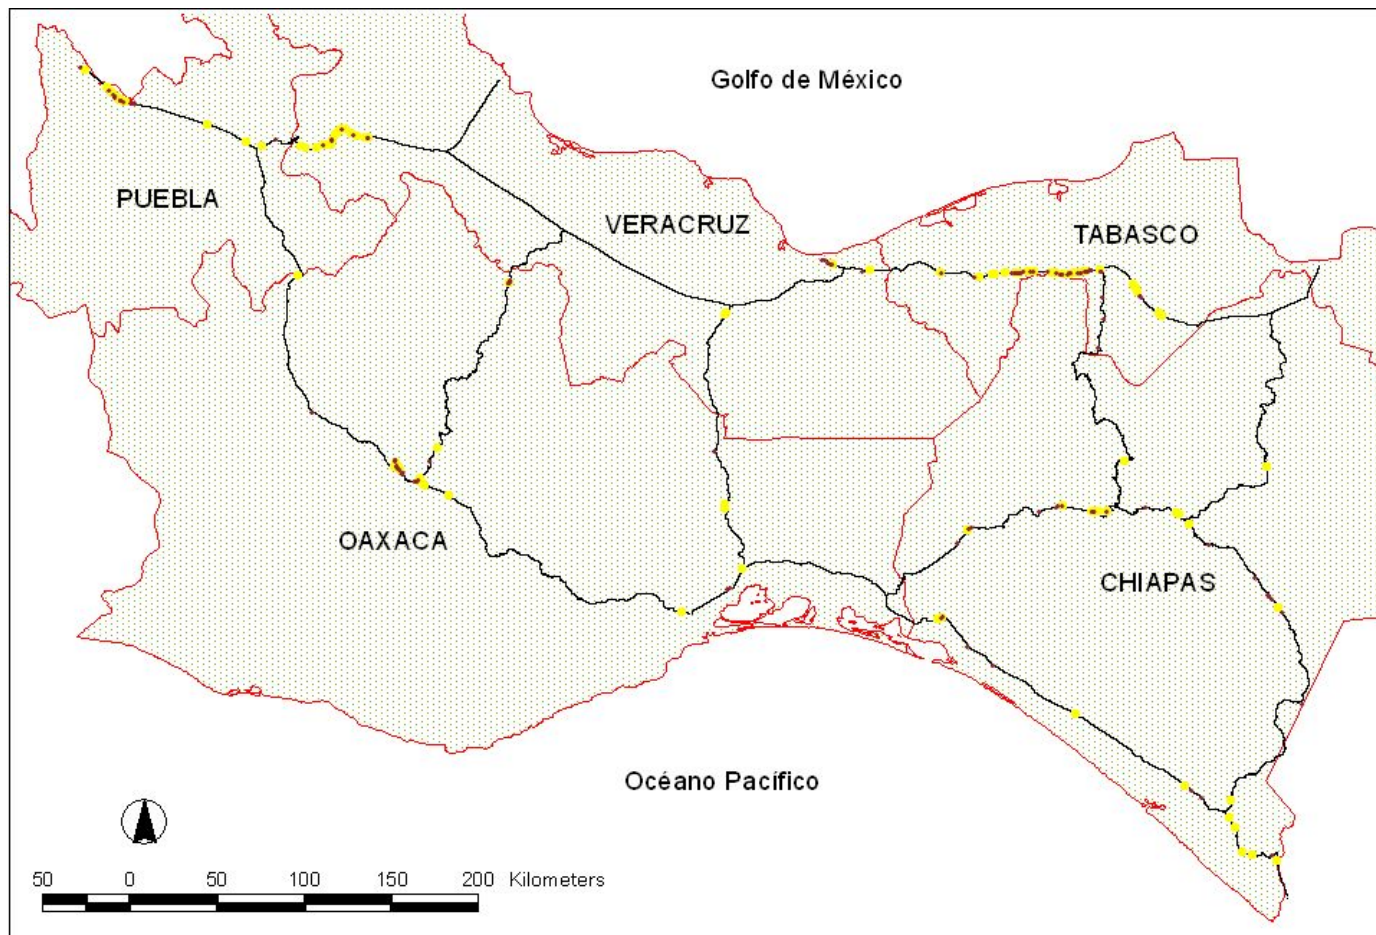 Golfo de México
PUEBLA
VERACRUZ
TABASCO
OAXACA
CHIAPAS
Océano Pacífico
50 0 50 100 150 200 Kilometers